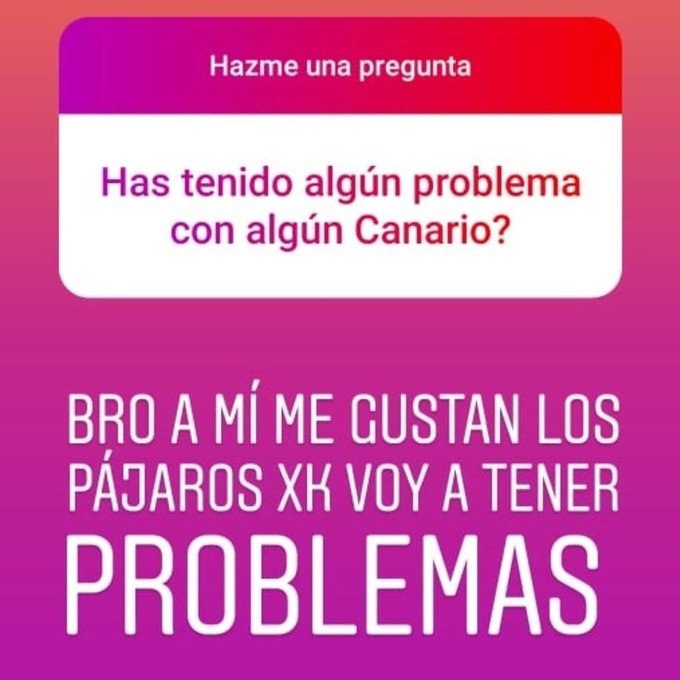 Hazme una pregunta
Has tenido algún problema
con algún Canario?
BRO A MÍ ME GUSTAN LOS
PÁJAROS XK VOY A TENER
PROBLEMAS